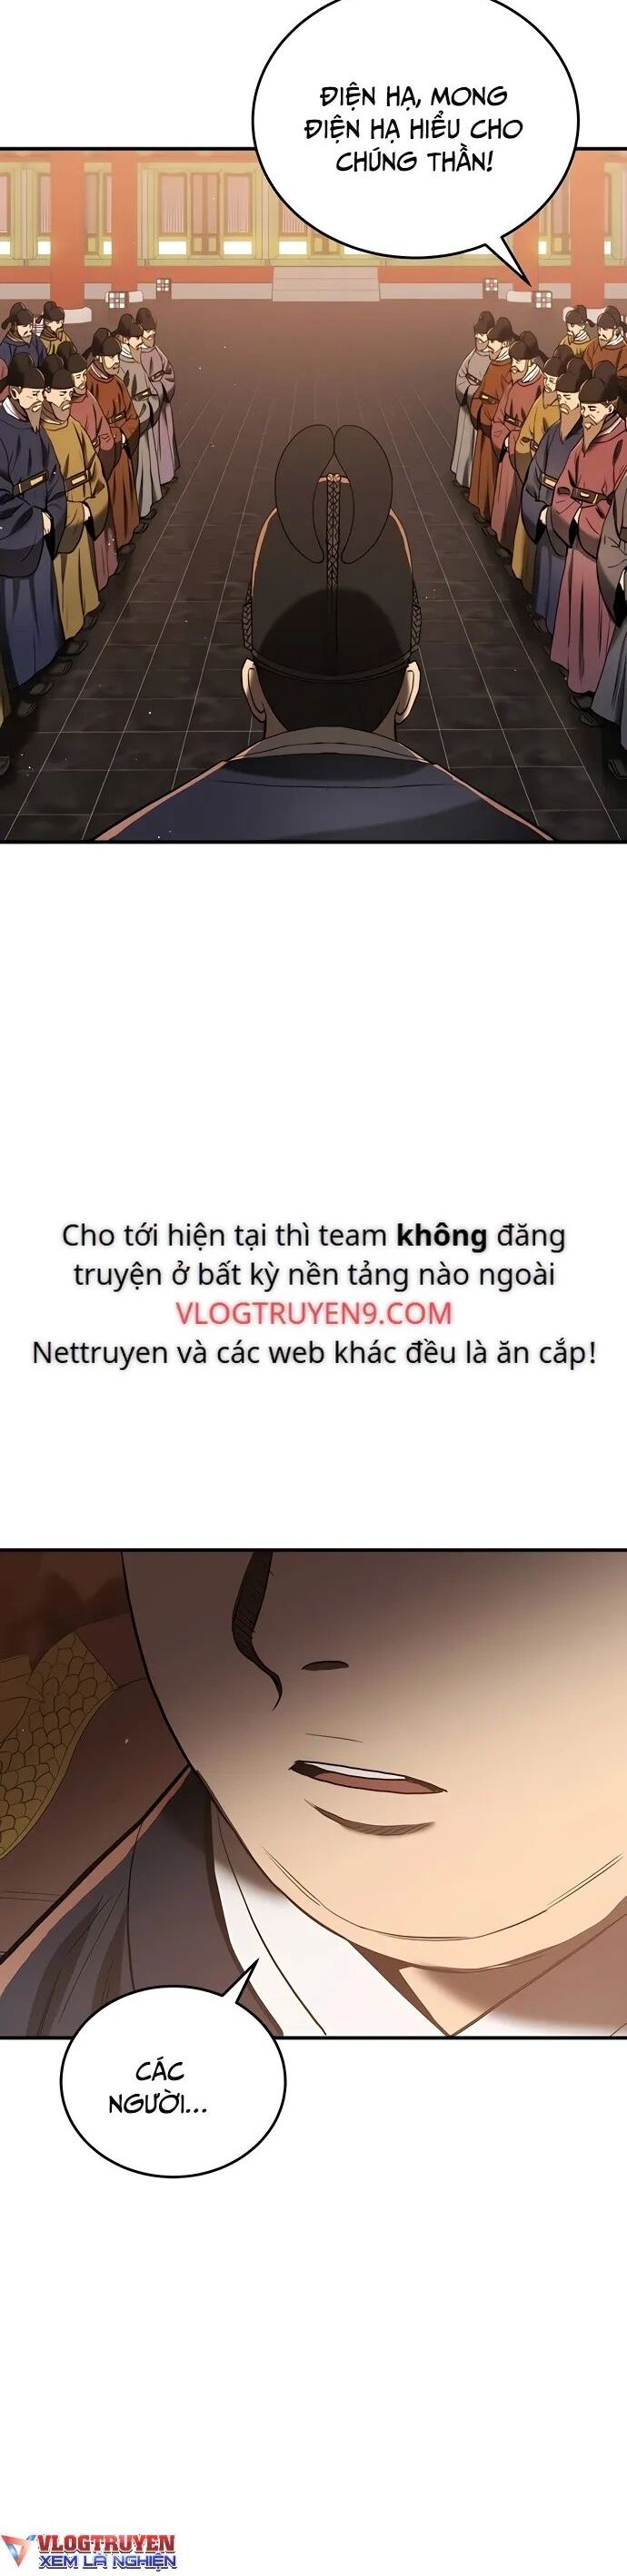 ĐIỆN HẠ, MONG
ĐIỆN HẠ HIỂU CHO
CHÚNG THẦN!
Cho tới hiện tại thì team không đăng
truyện ở bất kỳ nền tảng nào ngoài
VLOGTRUYEN9.COM
Nettruyen và các web khác đều là ăn cắp!
CÁC
NGƯỜI...
VLOGTRUYEN
XEM LÀ NGHIỆN